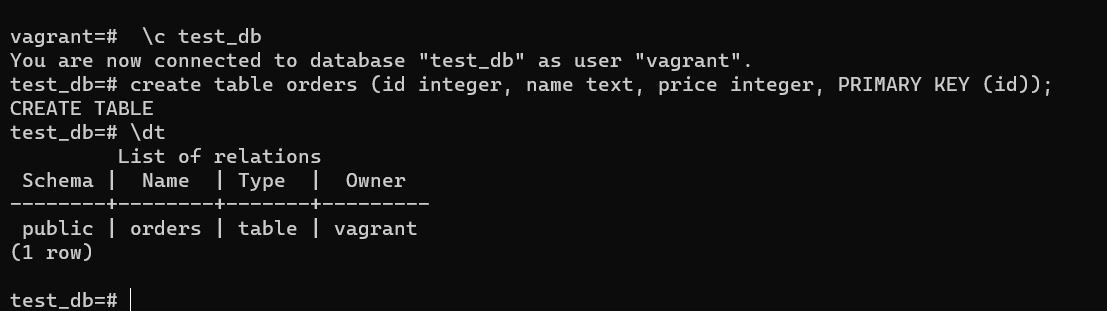 vagrant=#  \c test_db
You are now connected to database "test_db" as user "vagrant".
test_db=# create table orders (id integer, name text, price integer, PRIMARY KEY (id));
CREATE TABLE
test_db=# \dt
         List of relations
 Schema |  Name  | Type  |  Owner
--------+--------+-------+---------
 public | orders | table | vagrant
(1 row)

test_db=#